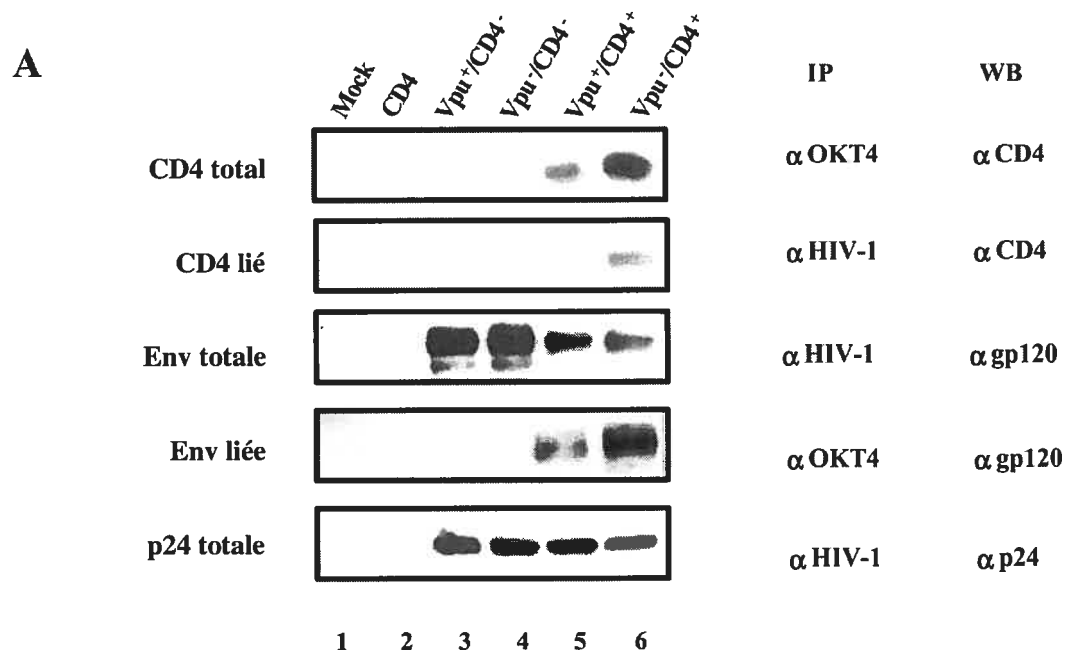 A
Mock
CD4
Vpu⁺/CD4⁻
Vpu⁻/CD4⁻
Vpu⁺/CD4⁺
Vpu⁻/CD4⁺
IP
WB
CD4 total
α OKT4
α CD4
CD4 lié
α HIV-1
α CD4
Env totale
α HIV-1
α gp120
Env liée
α OKT4
α gp120
p24 totale
α HIV-1
α p24
1 2 3 4 5 6